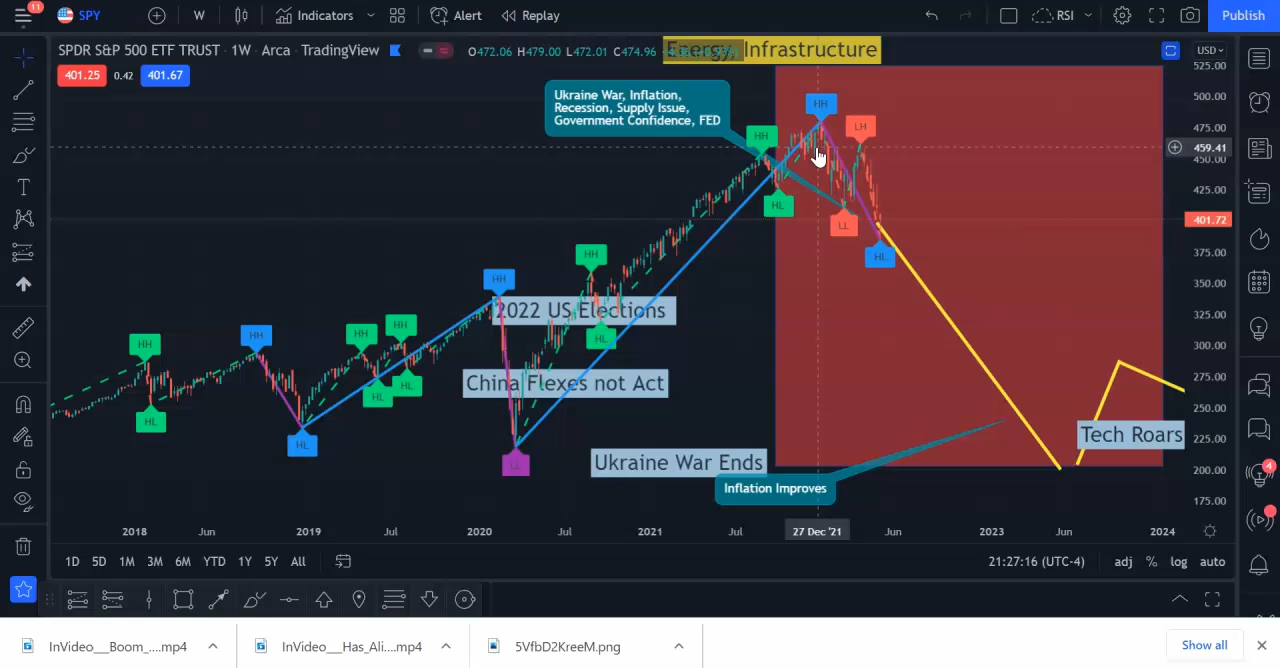 11
SPY
W
Indicators
Alert
Replay
RSI
Publish
SPDR S&P 500 ETF TRUST · 1W · Arca · TradingView
O472.06 H479.00 L472.01 C474.96
Energy, Infrastructure
USD
401.25 0.42 401.67
525.00
500.00
475.00
459.41
450.00
425.00
401.72
375.00
350.00
325.00
300.00
275.00
250.00
225.00
200.00
175.00
Ukraine War, Inflation,
Recession, Supply Issue,
Government Confidence, FED
HH
HH
LH
HL
LL
HL
HH
HH
2022 US Elections
HL
HH
HH
HH
HH
HL
HL
China Flexes not Act
HL
HL
LL
Ukraine War Ends
Tech Roars
Inflation Improves
4
2018 Jun 2019 Jul 2020 Jul 2021 Jul 27 Dec '21 Jun 2023 Jun 2024
1D 5D 1M 3M 6M YTD 1Y 5Y All
21:27:16 (UTC-4) adj % log auto
InVideo___Boom_....mp4
InVideo___Has_Ali....mp4
5VfbD2KreeM.png
Show all